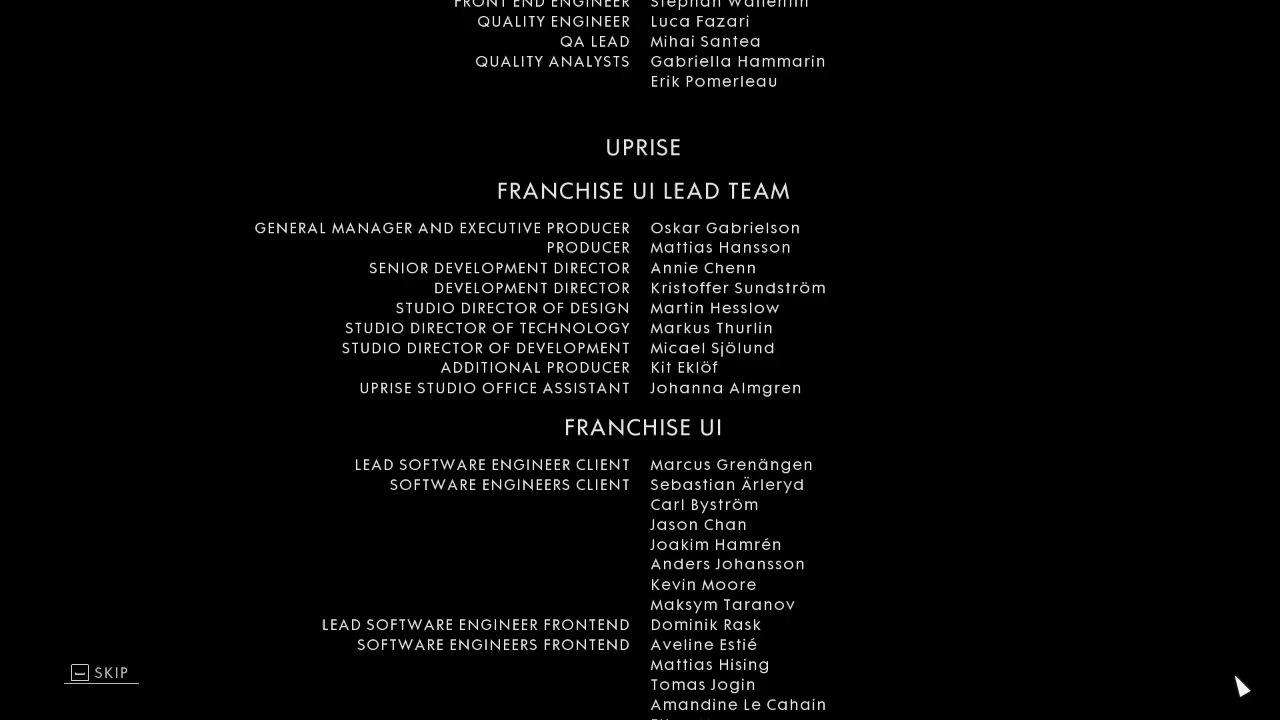 FRONT END ENGINEER Stephan Wallentin
QUALITY ENGINEER Luca Fazari
QA LEAD Mihai Santea
QUALITY ANALYSTS Gabriella Hammarin
Erik Pomerleau
UPRISE
FRANCHISE UI LEAD TEAM
GENERAL MANAGER AND EXECUTIVE PRODUCER Oskar Gabrielson
PRODUCER Mattias Hansson
SENIOR DEVELOPMENT DIRECTOR Annie Chenn
DEVELOPMENT DIRECTOR Kristoffer Sundström
STUDIO DIRECTOR OF DESIGN Martin Hesslow
STUDIO DIRECTOR OF TECHNOLOGY Markus Thurlin
STUDIO DIRECTOR OF DEVELOPMENT Micael Sjölund
ADDITIONAL PRODUCER Kit Eklöf
UPRISE STUDIO OFFICE ASSISTANT Johanna Almgren
FRANCHISE UI
LEAD SOFTWARE ENGINEER CLIENT Marcus Grenängen
SOFTWARE ENGINEERS CLIENT Sebastian Ärleryd
Carl Byström
Jason Chan
Joakim Hamrén
Anders Johansson
Kevin Moore
Maksym Taranov
LEAD SOFTWARE ENGINEER FRONTEND Dominik Rask
SOFTWARE ENGINEERS FRONTEND Aveline Estié
Mattias Hising
SKIP
Tomas Jogin
Amandine Le Cahain